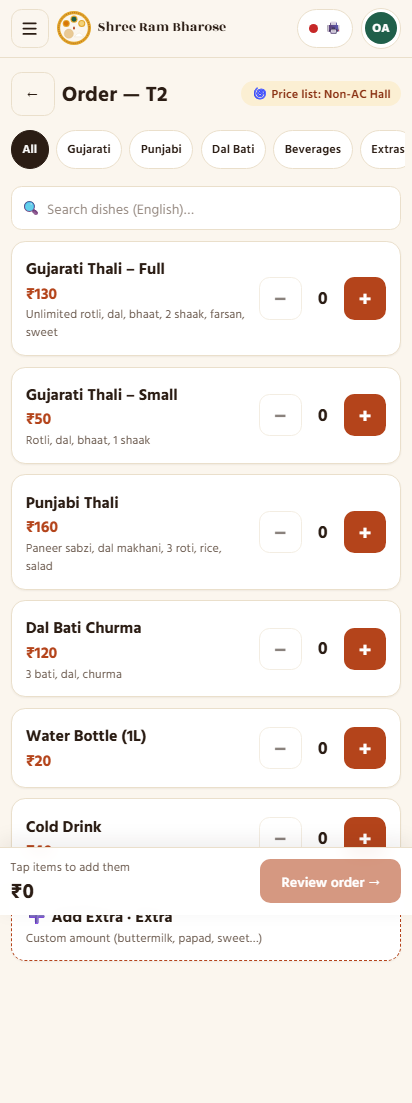 Shree Ram Bharose
OA
← Order — T2
Price list: Non-AC Hall
All
Gujarati
Punjabi
Dal Bati
Beverages
Extras
Search dishes (English)...
Gujarati Thali – Full
₹130
Unlimited rotli, dal, bhaat, 2 shaak, farsan,
sweet
− 0 +
Gujarati Thali – Small
₹50
Rotli, dal, bhaat, 1 shaak
− 0 +
Punjabi Thali
₹160
Paneer sabzi, dal makhani, 3 roti, rice,
salad
− 0 +
Dal Bati Churma
₹120
3 bati, dal, churma
− 0 +
Water Bottle (1L)
₹20
− 0 +
Cold Drink
− 0 +
Tap items to add them
₹0
Review order →
Add Extra · Extra
Custom amount (buttermilk, papad, sweet...)